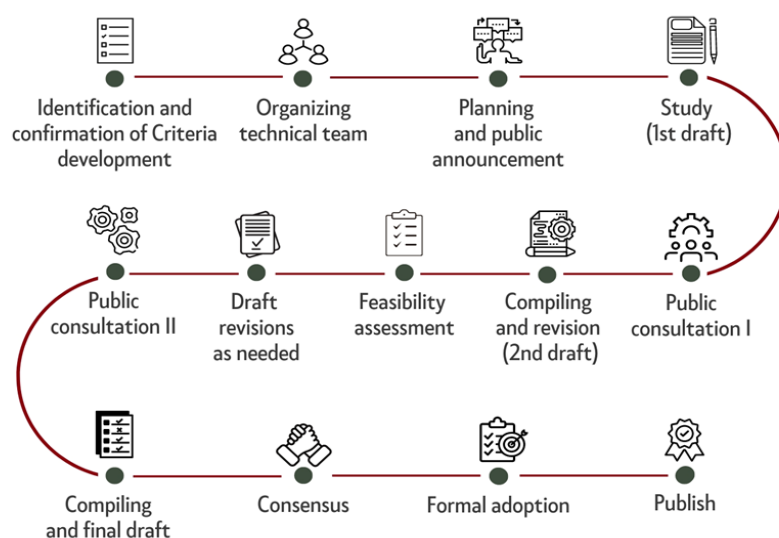 Identification and
confirmation of Criteria
development
Organizing
technical team
Planning
and public
announcement
Study
(1st draft)
Public
consultation I
Compiling
and revision
(2nd draft)
Feasibility
assessment
Draft
revisions
as needed
Public
consultation II
Compiling
and final draft
Consensus
Formal adoption
Publish